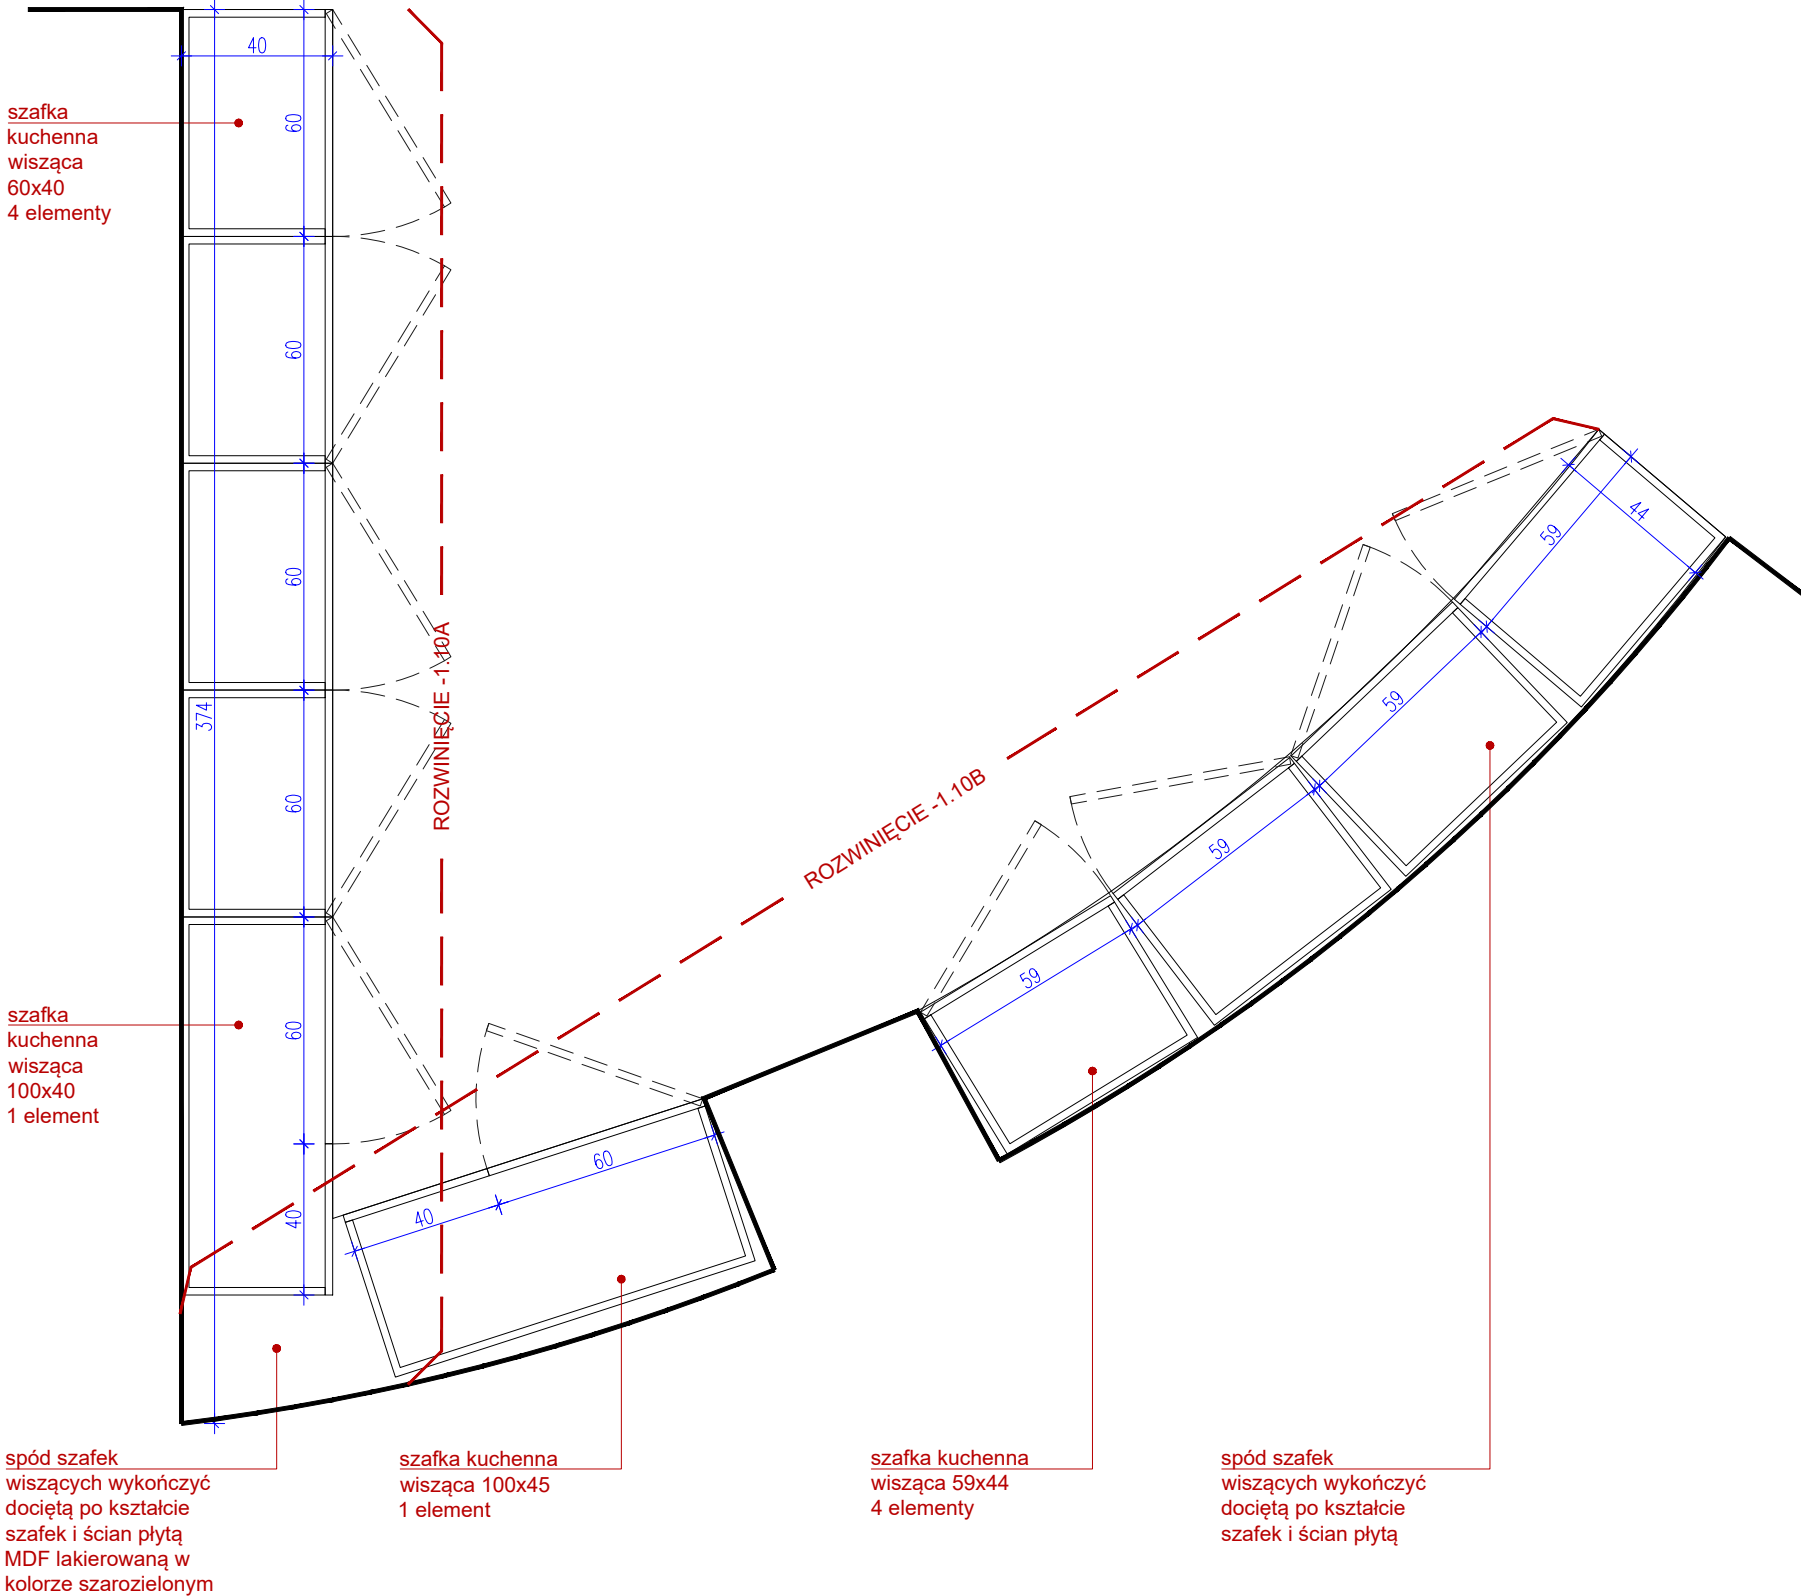 40
60
szafka
kuchenna
wisząca
60x40
4 elementy
60
60
374
60
ROZWINIĘCIE -1.10A
ROZWINIĘCIE -1.10B
44
59
59
59
59
szafka
kuchenna
wisząca
100x40
1 element
60
40
40
60
spód szafek
wiszących wykończyć
dociętą po kształcie
szafek i ścian płytą
MDF lakierowaną w
kolorze szarozielonym
szafka kuchenna
wisząca 100x45
1 element
szafka kuchenna
wisząca 59x44
4 elementy
spód szafek
wiszących wykończyć
dociętą po kształcie
szafek i ścian płytą